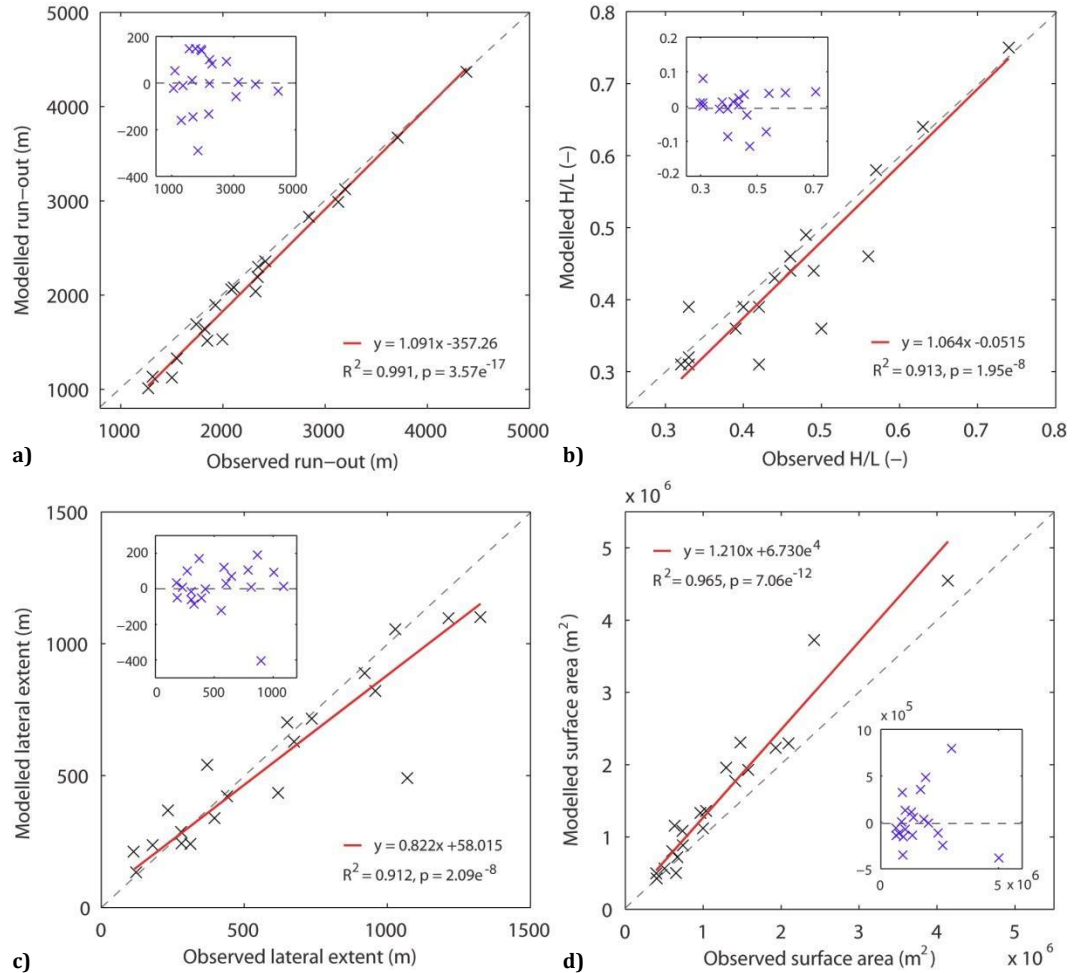 5000
4000
3000
2000
1000
Modelled run−out (m)
200
0
−200
−400
1000
3000
5000
y = 1.091x -357.26
R² = 0.991, p = 3.57e⁻¹⁷
1000
2000
3000
4000
5000
a)
Observed run−out (m)
0.8
0.7
0.6
0.5
0.4
0.3
Modelled H/L (−)
0.2
0.1
0
-0.1
-0.2
0.3
0.5
0.7
y = 1.064x -0.0515
R² = 0.913, p = 1.95e⁻⁸
0.3
0.4
0.5
0.6
0.7
0.8
b)
Observed H/L (−)
1500
1000
500
0
Modelled lateral extent (m)
200
0
−200
−400
0
500
1000
y = 0.822x +58.015
R² = 0.912, p = 2.09e⁻⁸
0
500
1000
1500
c)
Observed lateral extent (m)
x 10⁶
5
4
3
2
1
0
Modelled surface area (m²)
y = 1.210x +6.730e⁴
R² = 0.965, p = 7.06e⁻¹²
x 10⁵
10
5
0
−5
0
5 x 10⁶
0
1
2
3
4
5
d)
Observed surface area (m²)
x 10⁶